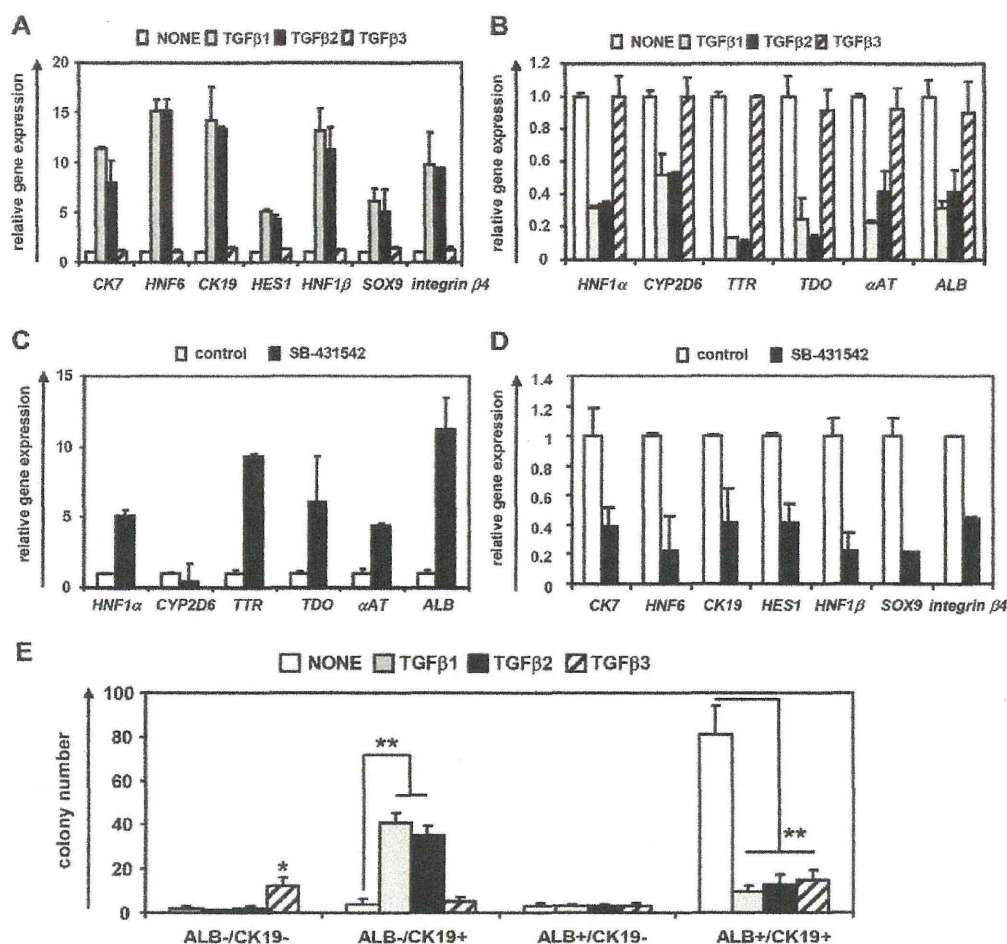 A
NONE TGFβ1 TGFβ2 TGFβ3
relative gene expression
20
15
10
5
0
CK7 HNF6 CK19 HES1 HNF1β SOX9 integrin β4
B
NONE TGFβ1 TGFβ2 TGFβ3
relative gene expression
1.2
1.0
0.8
0.6
0.4
0.2
0
HNF1α CYP2D6 TTR TDO αAT ALB
C
control SB-431542
relative gene expression
15
10
5
0
HNF1α CYP2D6 TTR TDO αAT ALB
D
control SB-431542
relative gene expression
1.4
1.2
1
0.8
0.6
0.4
0.2
0
CK7 HNF6 CK19 HES1 HNF1β SOX9 integrin β4
E
NONE TGFβ1 TGFβ2 TGFβ3
colony number
100
80
60
40
20
0
*
**
**
ALB-/CK19- ALB-/CK19+ ALB+/CK19- ALB+/CK19+